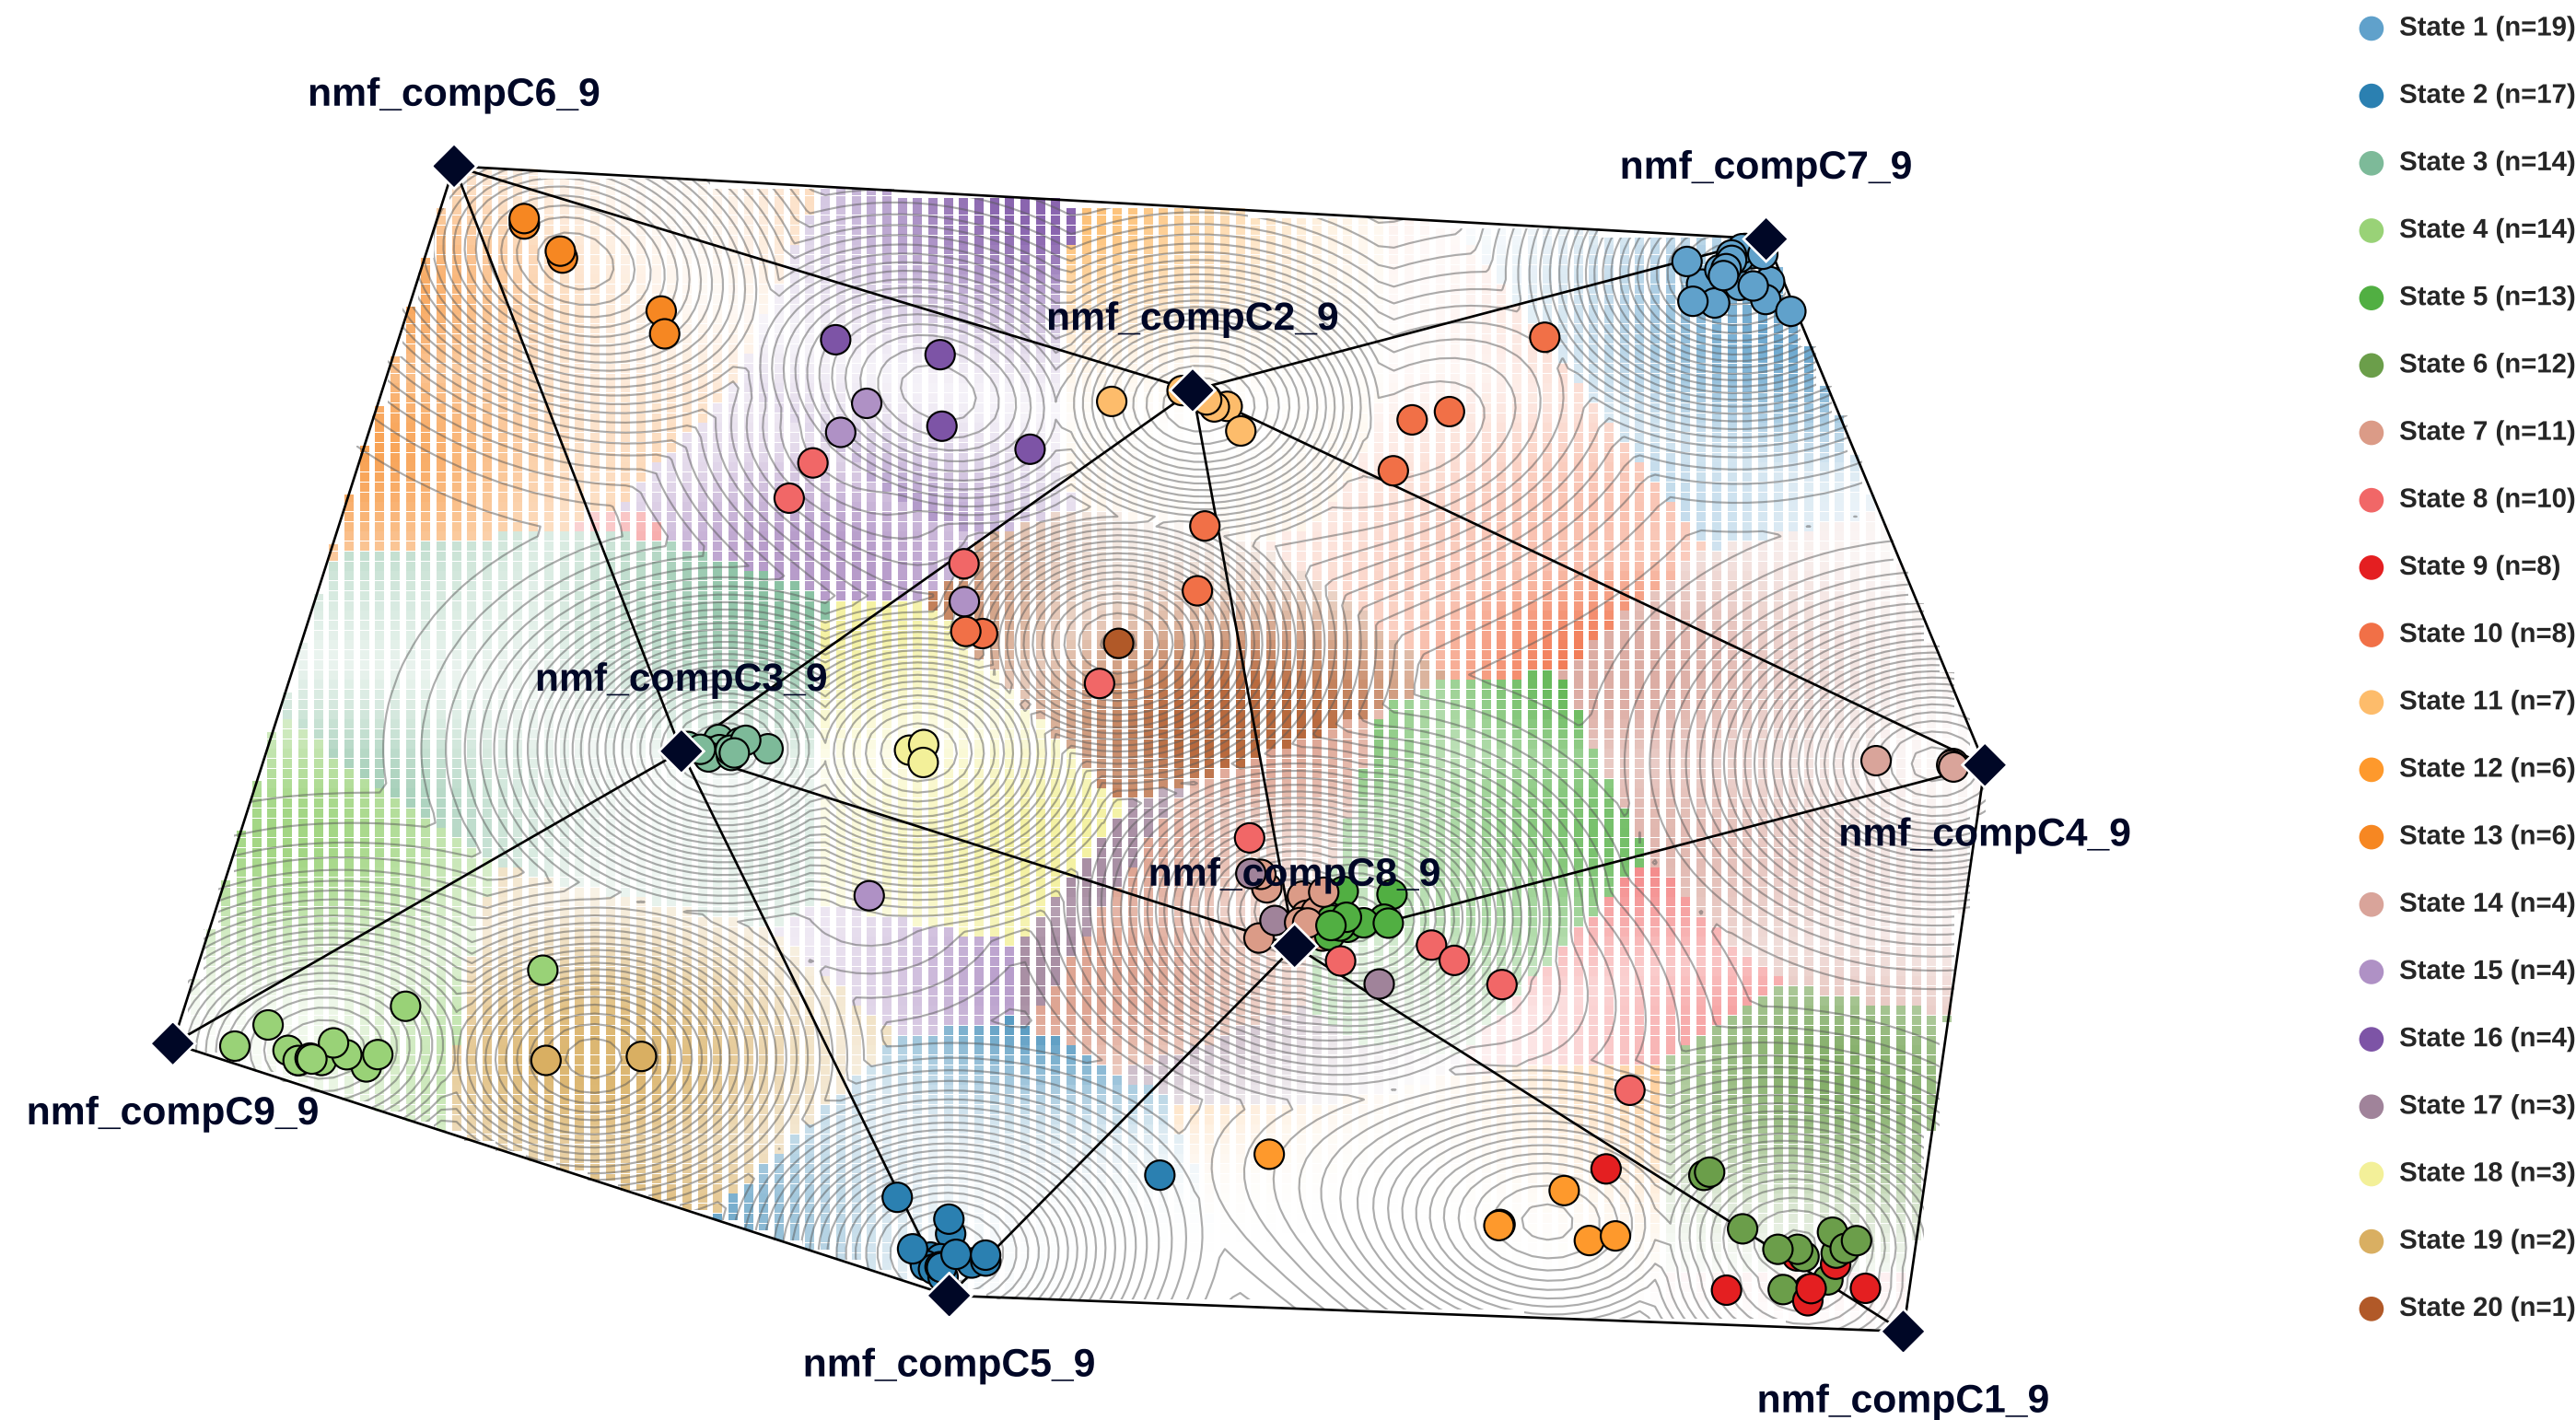 nmf_compC6_9
nmf_compC7_9
nmf_compC2_9
nmf_compC3_9
nmf_compC4_9
nmf_compC8_9
nmf_compC9_9
nmf_compC5_9
nmf_compC1_9
State 1 (n=19)
State 2 (n=17)
State 3 (n=14)
State 4 (n=14)
State 5 (n=13)
State 6 (n=12)
State 7 (n=11)
State 8 (n=10)
State 9 (n=8)
State 10 (n=8)
State 11 (n=7)
State 12 (n=6)
State 13 (n=6)
State 14 (n=4)
State 15 (n=4)
State 16 (n=4)
State 17 (n=3)
State 18 (n=3)
State 19 (n=2)
State 20 (n=1)